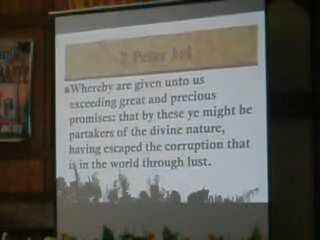 2 Peter 1:4
Whereby are given unto us
exceeding great and precious
promises: that by these ye might be
partakers of the divine nature,
having escaped the corruption that
is in the world through lust.